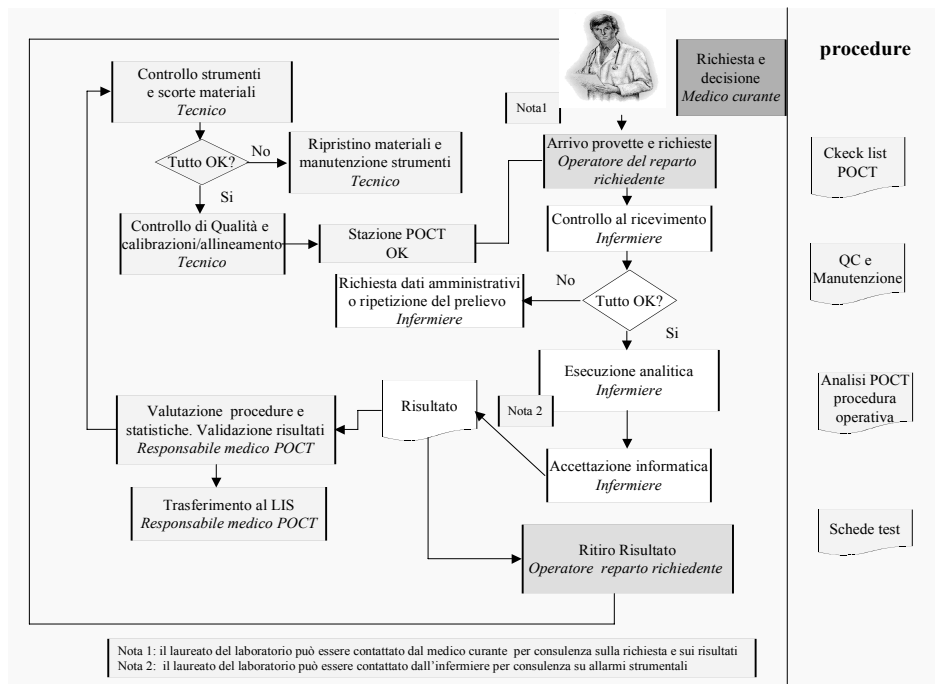 procedure
Richiesta e
decisione
Medico curante
Controllo strumenti
e scorte materiali
Tecnico
Nota1
Tutto OK?
No
Ripristino materiali e
manutenzione strumenti
Tecnico
Arrivo provette e richieste
Operatore del reparto
richiedente
Ckeck list
POCT
Si
Controllo di Qualità e
calibrazioni/allineamento
Tecnico
Stazione POCT
OK
Controllo al ricevimento
Infermiere
QC e
Manutenzione
Richiesta dati amministrativi
o ripetizione del prelievo
Infermiere
No
Tutto OK?
Si
Esecuzione analitica
Infermiere
Analisi POCT
procedura
operativa
Valutazione procedure e
statistiche. Validazione risultati
Responsabile medico POCT
Risultato
Nota 2
Accettazione informatica
Infermiere
Trasferimento al LIS
Responsabile medico POCT
Schede test
Ritiro Risultato
Operatore reparto richiedente
Nota 1: il laureato del laboratorio può essere contattato dal medico curante per consulenza sulla richiesta e sui risultati
Nota 2: il laureato del laboratorio può essere contattato dall'infermiere per consulenza su allarmi strumentali